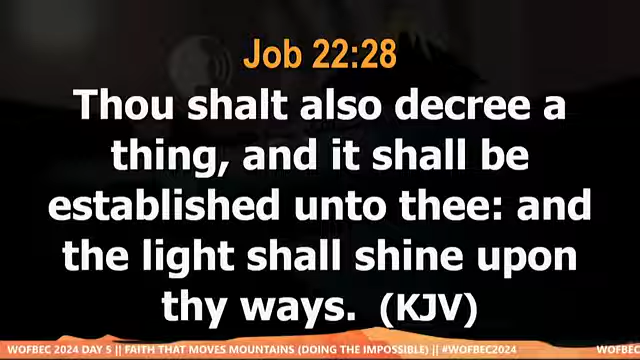 Job 22:28
Thou shalt also decree a
thing, and it shall be
established unto thee: and
the light shall shine upon
thy ways. (KJV)
WOFBEC 2024 DAY 5 || FAITH THAT MOVES MOUNTAINS (DOING THE IMPOSSIBLE) || #WOFBEC2024 WOFBEC